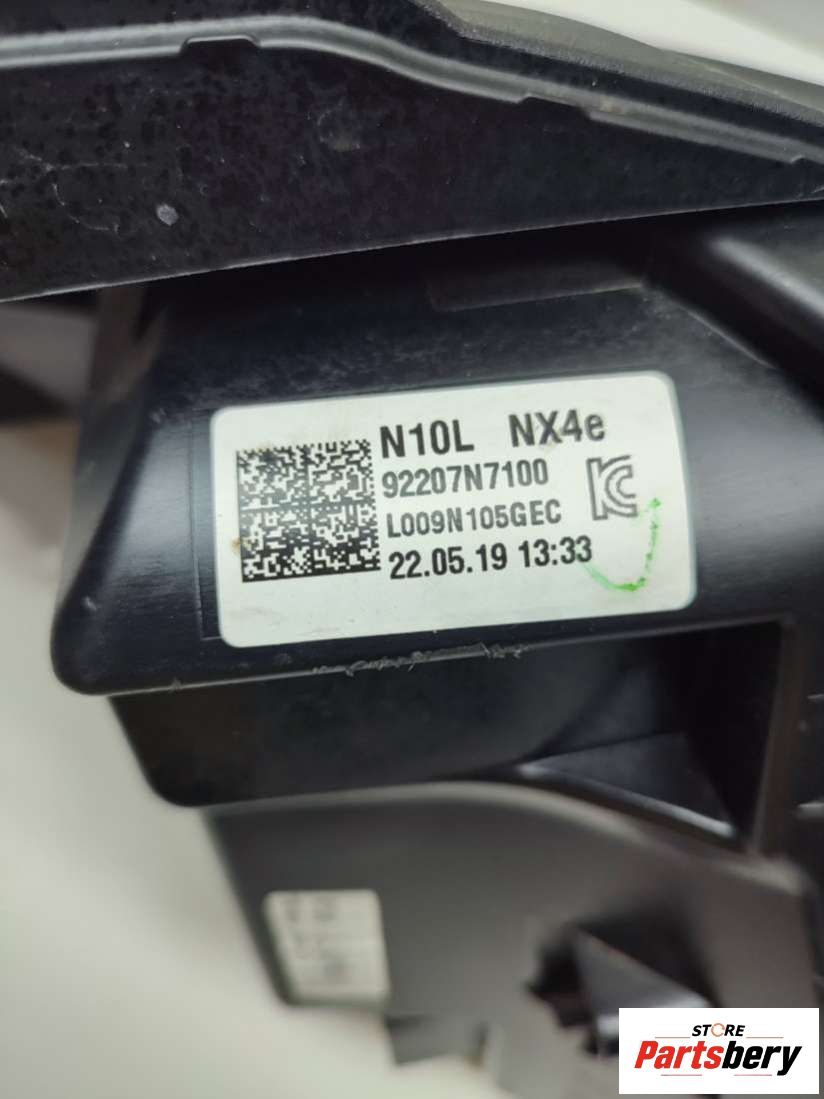 N10L NX4e
92207N7100
L009N105GEC
22.05.19 13:33
STORE
Partsbery